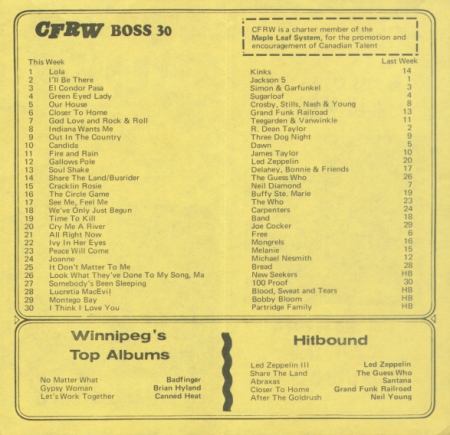 CFRW BOSS 30
CFRW is a charter member of the
Maple Leaf System, for the promotion and
encouragement of Canadian Talent
This Week Last Week
1 Lola Kinks 14
2 I'll Be There Jackson 5 1
3 El Condor Pasa Simon & Garfunkel 3
4 Green Eyed Lady Sugarloaf 4
5 Our House Crosby, Stills, Nash & Young 8
6 Closer To Home Grand Funk Railroad 13
7 God Love and Rock & Roll Teegarden & Vanwinkle 11
8 Indiana Wants Me R. Dean Taylor 2
9 Out In The Country Three Dog Night 9
10 Candida Dawn 5
11 Fire and Rain James Taylor 10
12 Gallows Pole Led Zeppelin 20
13 Soul Shake Delaney, Bonnie & Friends 17
14 Share The Land/Busrider The Guess Who 26
15 Cracklin Rosie Neil Diamond 7
16 The Circle Game Buffy Ste. Marie 19
17 See Me, Feel Me The Who 23
18 We've Only Just Begun Carpenters 24
19 Time To Kill Band 18
20 Cry Me A River Joe Cocker 29
21 All Right Now Free 6
22 Ivy In Her Eyes Mongrels 16
23 Peace Will Come Melanie 15
24 Joanne Michael Nesmith 12
25 It Don't Matter To Me Bread 28
26 Look What They've Done To My Song, Ma New Seekers HB
27 Somebody's Been Sleeping 100 Proof 30
28 Lucretia MacEvil Blood, Sweat and Tears HB
29 Montego Bay Bobby Bloom HB
30 I Think I Love You Partridge Family HB
Winnipeg's
Top Albums
No Matter What Badfinger
Gypsy Woman Brian Hyland
Let's Work Together Canned Heat
Hitbound
Led Zeppelin III Led Zeppelin
Share The Land The Guess Who
Abraxas Santana
Closer To Home Grand Funk Railroad
After The Goldrush Neil Young